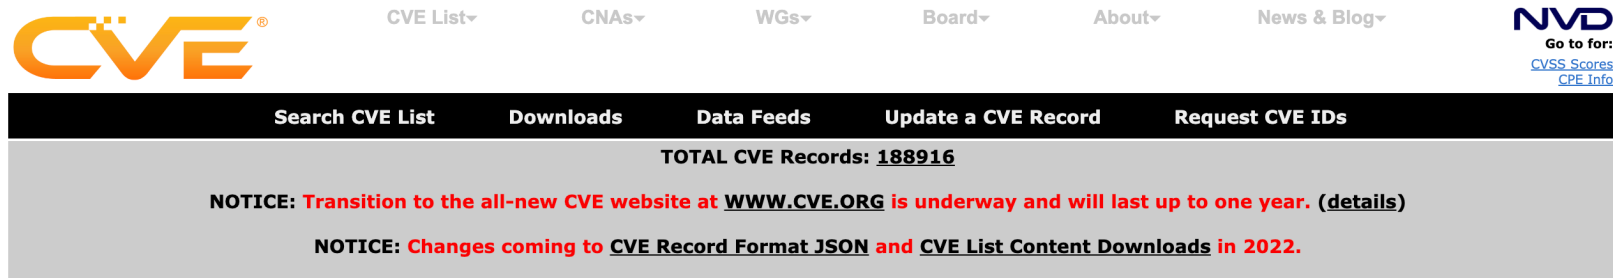 CVE®
CVE List▾ CNAs▾ WGs▾ Board▾ About▾ News & Blog▾
NVD
Go to for:
CVSS Scores
CPE Info
Search CVE List Downloads Data Feeds Update a CVE Record Request CVE IDs
TOTAL CVE Records: 188916
NOTICE: Transition to the all-new CVE website at WWW.CVE.ORG is underway and will last up to one year. (details)
NOTICE: Changes coming to CVE Record Format JSON and CVE List Content Downloads in 2022.